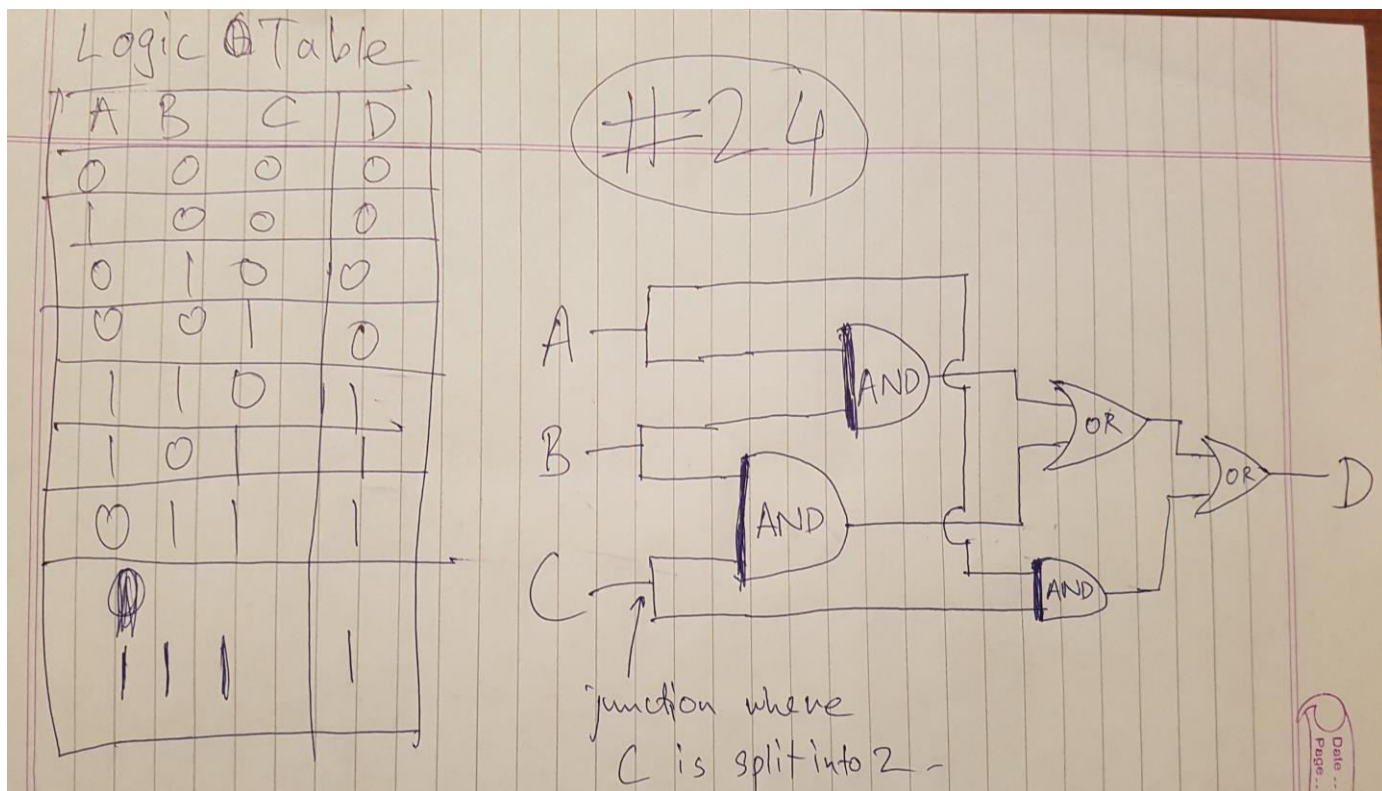 Logic Table
A B C D
0 0 0 0
1 0 0 0
0 1 0 0
0 0 1 0
1 1 0 1
1 0 1 1
0 1 1 1
1 1 1 1
#24
A
B
C
AND
AND
AND
OR
OR
D
junction where
C is split into 2 -
Date ..
Page..